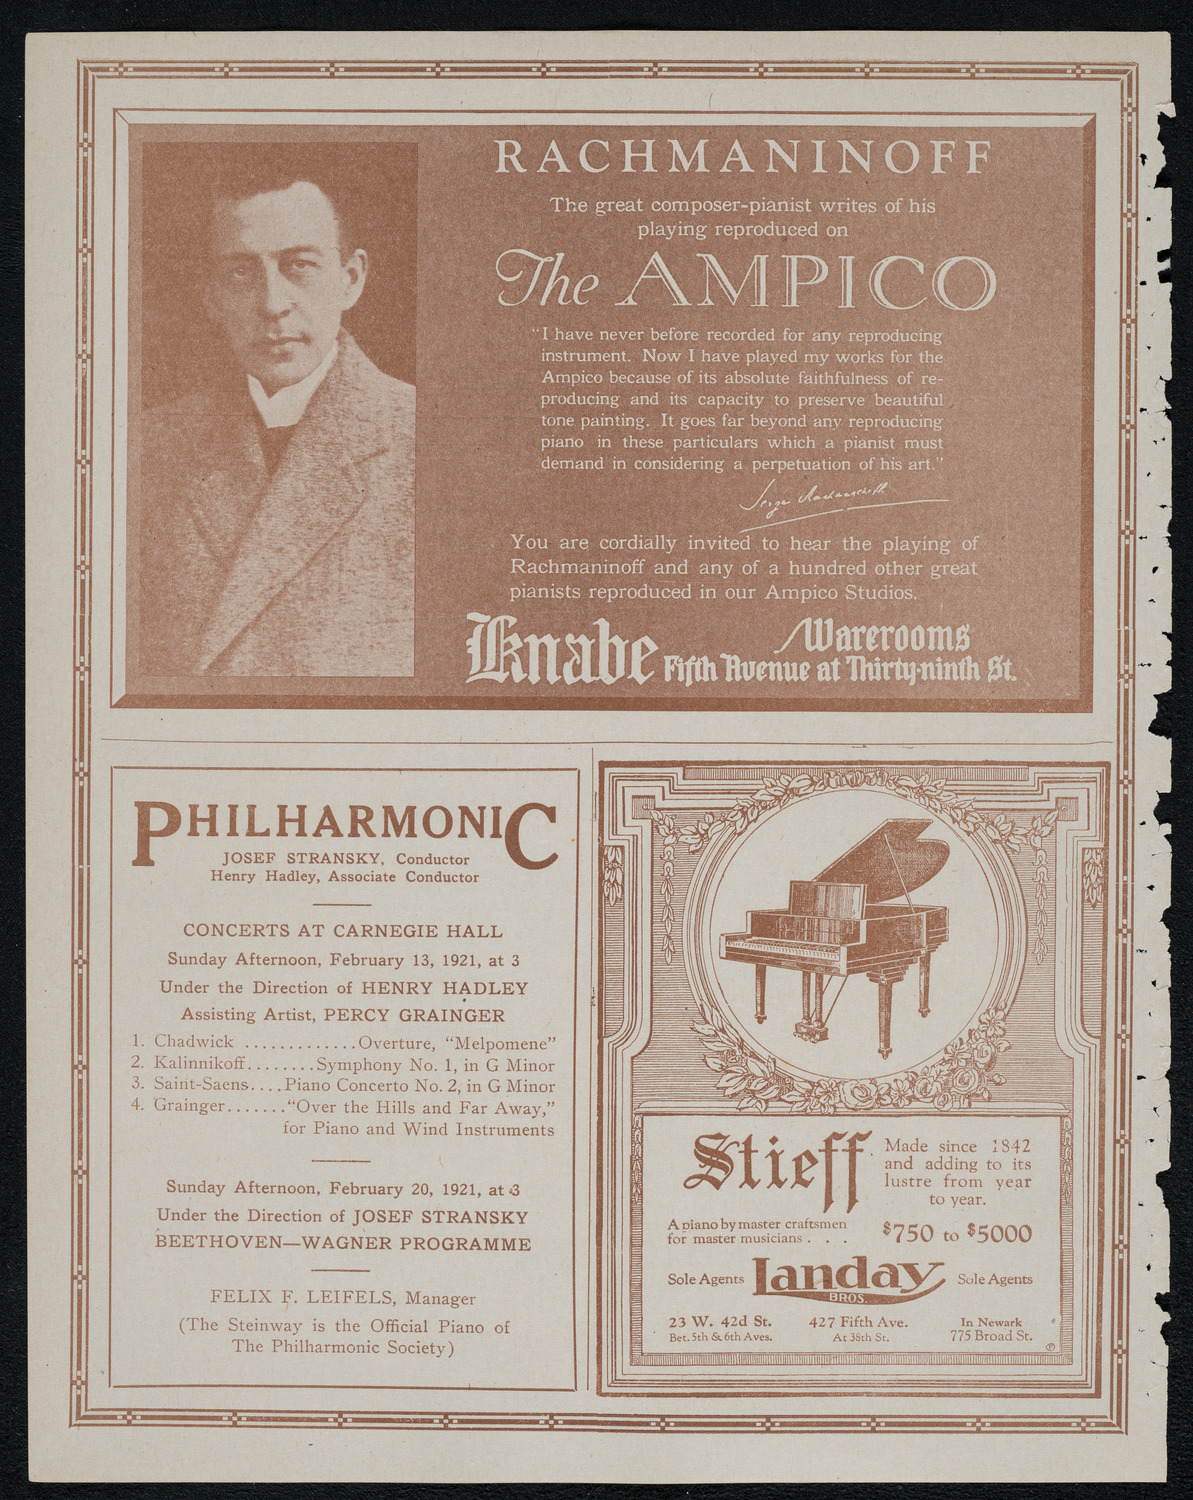 RACHMANINOFF
The great composer-pianist writes of his
playing reproduced on
The AMPICO
"I have never before recorded for any reproducing
instrument. Now I have played my works for the
Ampico because of its absolute faithfulness of re-
producing and its capacity to preserve beautiful
tone painting. It goes far beyond any reproducing
piano in these particulars which a pianist must
demand in considering a perpetuation of his art."
Serge Rachmaninoff
You are cordially invited to hear the playing of
Rachmaninoff and any of a hundred other great
pianists reproduced in our Ampico Studios.
Knabe Warerooms
Fifth Avenue at Thirty-ninth St.
PHILHARMONIC
JOSEF STRANSKY, Conductor
Henry Hadley, Associate Conductor
CONCERTS AT CARNEGIE HALL
Sunday Afternoon, February 13, 1921, at 3
Under the Direction of HENRY HADLEY
Assisting Artist, PERCY GRAINGER
1. Chadwick ............Overture, "Melpomene"
2. Kalinnikoff........Symphony No. 1, in G Minor
3. Saint-Saens....Piano Concerto No. 2, in G Minor
4. Grainger......."Over the Hills and Far Away,"
for Piano and Wind Instruments
Sunday Afternoon, February 20, 1921, at 3
Under the Direction of JOSEF STRANSKY
BEETHOVEN—WAGNER PROGRAMME
FELIX F. LEIFELS, Manager
(The Steinway is the Official Piano of
The Philharmonic Society)
Stieff
Made since 1842
and adding to its
lustre from year
to year.
A piano by master craftsmen
for master musicians . . .
$750 to $5000
Sole Agents Landay BROS. Sole Agents
23 W. 42d St. 427 Fifth Ave. In Newark
Bet. 5th & 6th Aves. At 38th St. 775 Broad St.